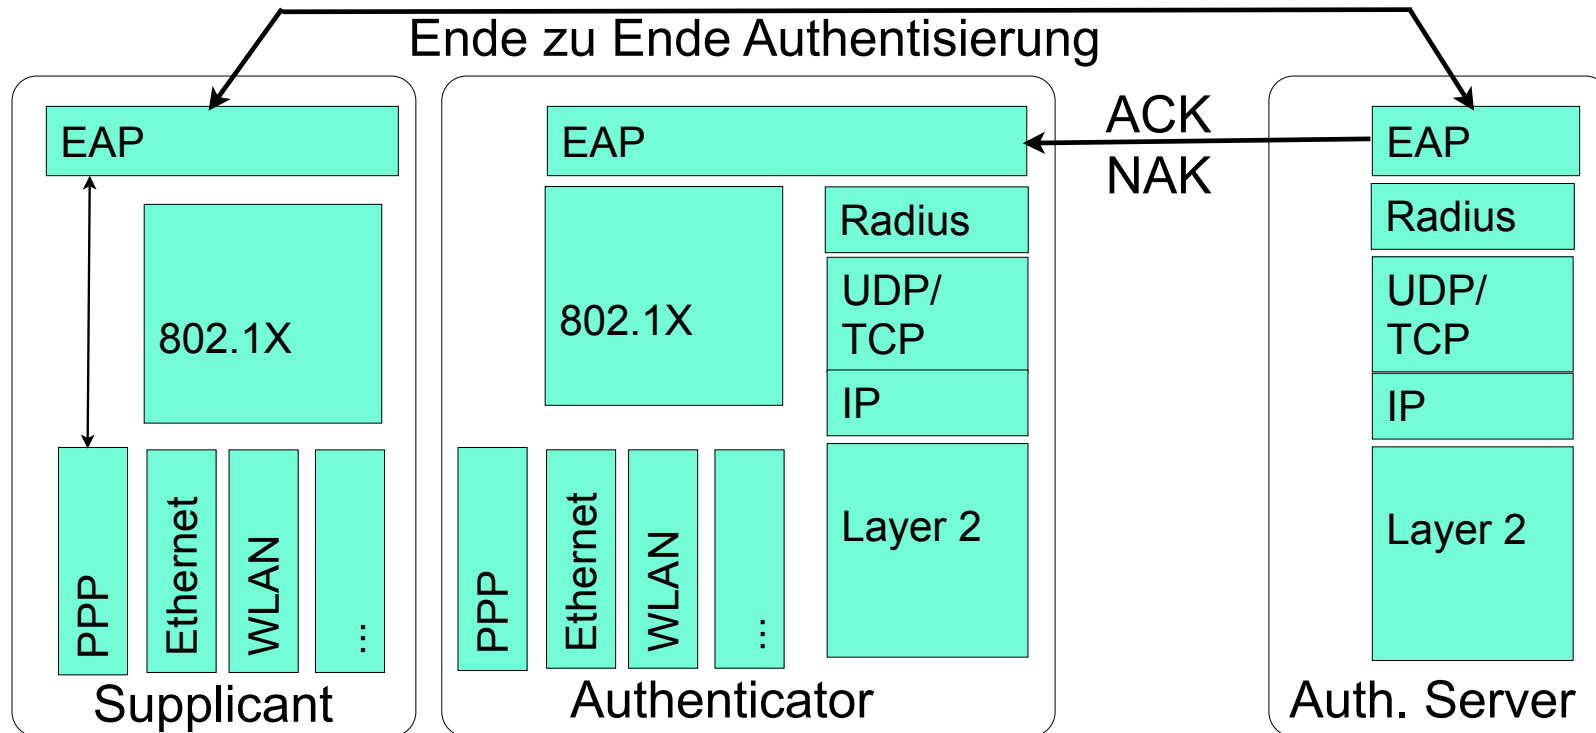 Ende zu Ende Authentisierung
EAP
802.1X
PPP
Ethernet
WLAN
...
Supplicant
EAP
802.1X
PPP
Ethernet
WLAN
...
Radius
UDP/
TCP
IP
Layer 2
Authenticator
ACK
NAK
EAP
Radius
UDP/
TCP
IP
Layer 2
Auth. Server